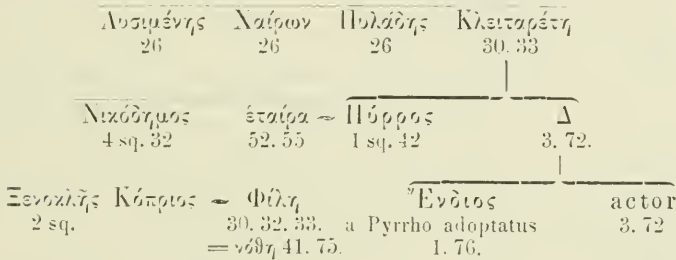 Λυσιμένης Χαίρων Πυλάδης Κλειταρέτη
26 26 26 30. 33
Νικόδημος ἑταίρα = Πύρρος Δ
4 sq. 32 52. 55 1 sq. 42 3. 72.
Ξενοκλῆς Κόπριος = Φίλη Ἔνδιος actor
2 sq. 30. 32. 33. a Pyrrho adoptatus 3. 72
= νόθη 41. 75. 1. 76.